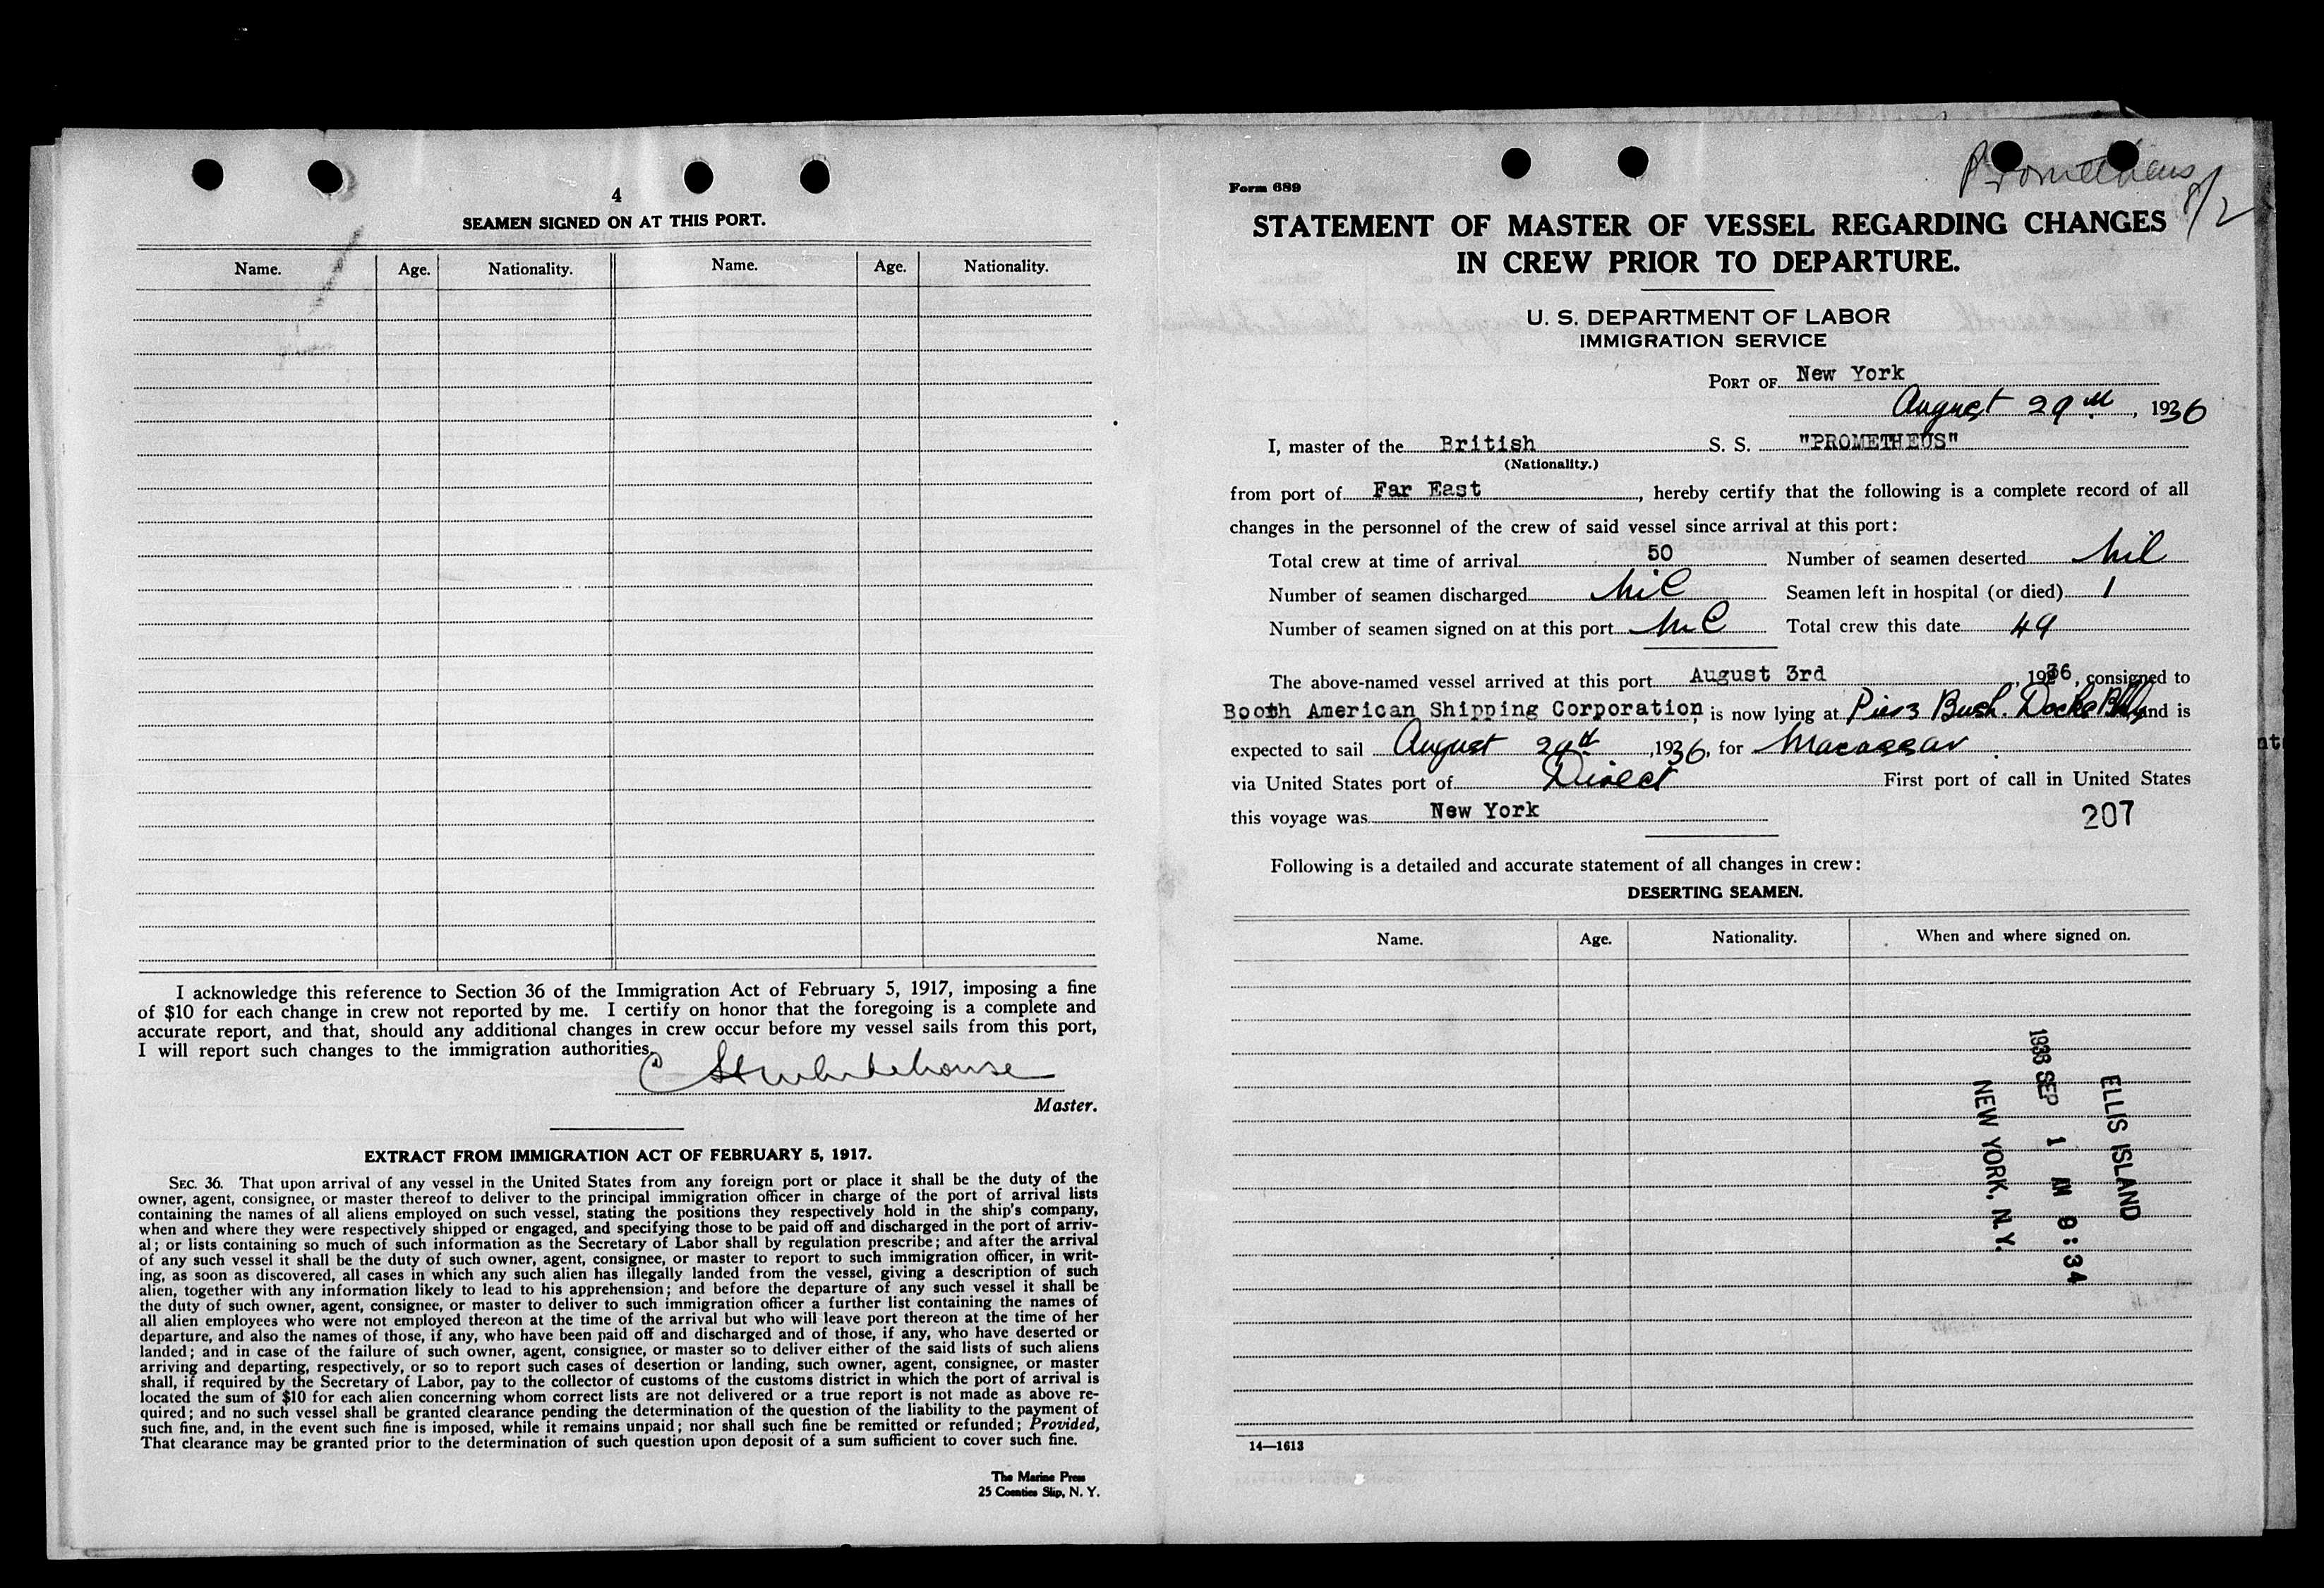 4
SEAMEN SIGNED ON AT THIS PORT.
Name. Age. Nationality. Name. Age. Nationality.
I acknowledge this reference to Section 36 of the Immigration Act of February 5, 1917, imposing a fine
of $10 for each change in crew not reported by me. I certify on honor that the foregoing is a complete and
accurate report, and that, should any additional changes in crew occur before my vessel sails from this port,
I will report such changes to the immigration authorities.
Whitehouse
Master.
EXTRACT FROM IMMIGRATION ACT OF FEBRUARY 5, 1917.
SEC. 36. That upon arrival of any vessel in the United States from any foreign port or place it shall be the duty of the
owner, agent, consignee, or master thereof to deliver to the principal immigration officer in charge of the port of arrival lists
containing the names of all aliens employed on such vessel, stating the positions they respectively hold in the ship's company,
when and where they were respectively shipped or engaged, and specifying those to be paid off and discharged in the port of arriv-
al; or lists containing so much of such information as the Secretary of Labor shall by regulation prescribe; and after the arrival
of any such vessel it shall be the duty of such owner, agent, consignee, or master to report to such immigration officer, in writ-
ing, as soon as discovered, all cases in which any such alien has illegally landed from the vessel, giving a description of such
alien, together with any information likely to lead to his apprehension; and before the departure of any such vessel it shall be
the duty of such owner, agent, consignee, or master to deliver to such immigration officer a further list containing the names of
all alien employees who were not employed thereon at the time of the arrival but who will leave port thereon at the time of her
departure, and also the names of those, if any, who have been paid off and discharged and of those, if any, who have deserted or
landed; and in case of the failure of such owner, agent, consignee, or master so to deliver either of the said lists of such aliens
arriving and departing, respectively, or so to report such cases of desertion or landing, such owner, agent, consignee, or master
shall, if required by the Secretary of Labor, pay to the collector of customs of the customs district in which the port of arrival is
located the sum of $10 for each alien concerning whom correct lists are not delivered or a true report is not made as above re-
quired; and no such vessel shall be granted clearance pending the determination of the question of the liability to the payment of
such fine, and, in the event such fine is imposed, while it remains unpaid; nor shall such fine be remitted or refunded; Provided,
That clearance may be granted prior to the determination of such question upon deposit of a sum sufficient to cover such fine.
The Marine Press
25 Coenties Slip, N. Y.
Prometheus
8/2
Form 689
STATEMENT OF MASTER OF VESSEL REGARDING CHANGES
IN CREW PRIOR TO DEPARTURE.
U. S. DEPARTMENT OF LABOR
IMMIGRATION SERVICE
PORT OF New York
August 29th, 1936
I, master of the British S. S. "PROMETHEUS"
(Nationality.)
from port of Far East, hereby certify that the following is a complete record of all
changes in the personnel of the crew of said vessel since arrival at this port:
Total crew at time of arrival 50 Number of seamen deserted Nil
Number of seamen discharged Nil Seamen left in hospital (or died) 1
Number of seamen signed on at this port Nil Total crew this date 49
The above-named vessel arrived at this port August 3rd, 1936, consigned to
Booth American Shipping Corporation, is now lying at Pier 3 Bush Docks Bklyn and is
expected to sail August 29th, 1936, for Macassar
via United States port of Direct First port of call in United States
this voyage was New York
207
Following is a detailed and accurate statement of all changes in crew:
DESERTING SEAMEN.
Name. Age. Nationality. When and where signed on.
ELLIS ISLAND
1936 SEP 1 AM 9:34
NEW YORK, N.Y.
14—1613